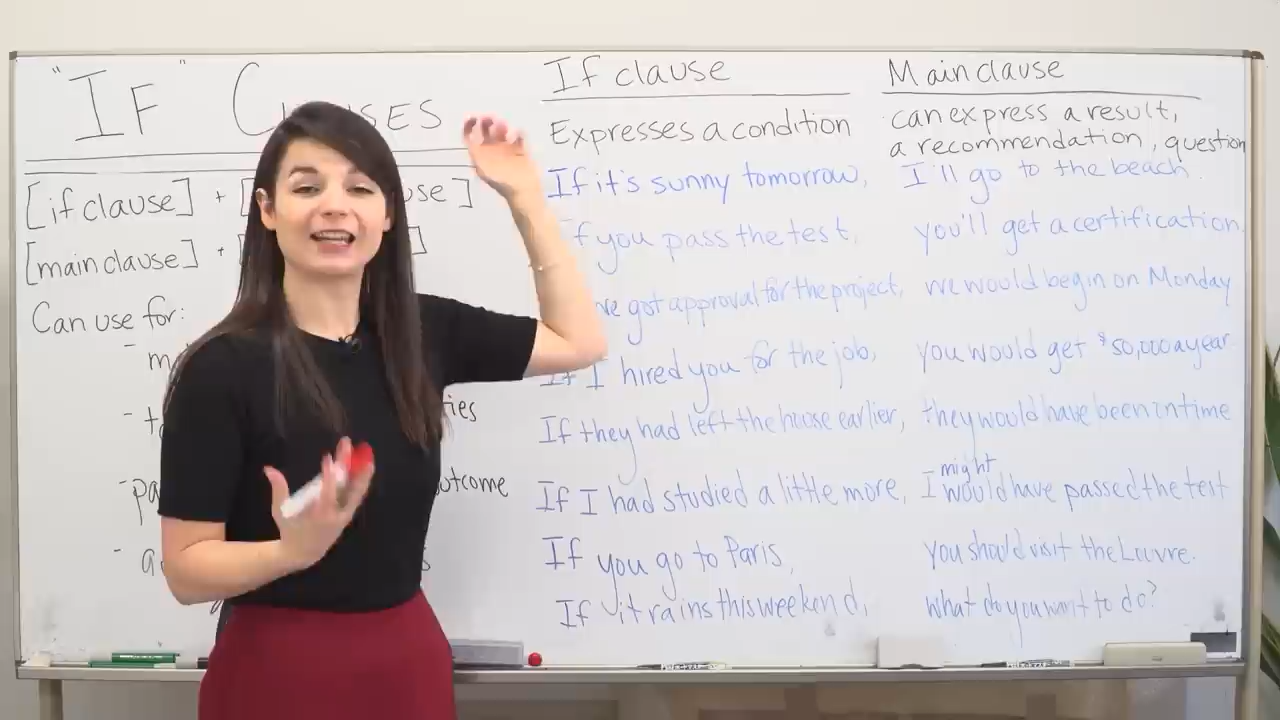 "IF"
If clause
Main clause
Expresses a condition
can express a result,
a recommendation, question
[if clause] +
[main clause] +
Can use for:
If it's sunny tomorrow, I'll go to the beach.
you pass the test, you'll get a certification.
got approval for the project, we would begin on Monday
If I hired you for the job, you would get $50,000 a year.
If they had left the house earlier, they would have been on time
might
If I had studied a little more, I would have passed the test
If you go to Paris, you should visit the Louvre.
If it rains this weekend, what do you want to do?